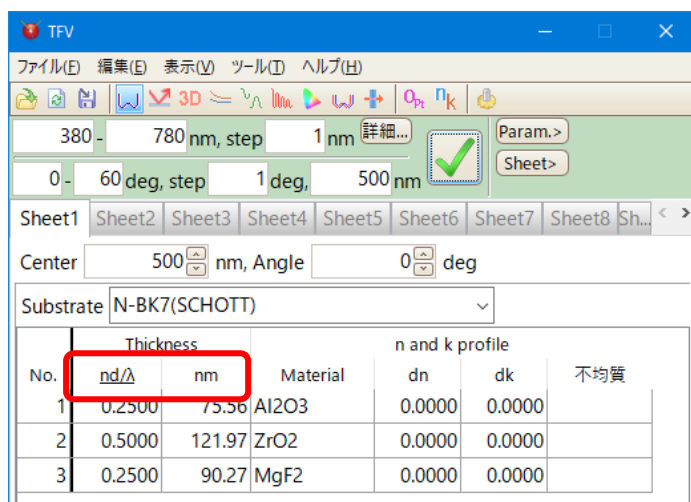 TFV
ファイル(F) 編集(E) 表示(V) ツール(T) ヘルプ(H)
3D OPt nk
380 - 780 nm, step 1 nm 詳細... Param.>
0 - 60 deg, step 1 deg, 500 nm Sheet>
Sheet1 Sheet2 Sheet3 Sheet4 Sheet5 Sheet6 Sheet7 Sheet8 Sh...
Center 500 nm, Angle 0 deg
Substrate N-BK7(SCHOTT)
Thickness n and k profile
No. nd/λ nm Material dn dk 不均質
1 0.2500 75.56 Al2O3 0.0000 0.0000
2 0.5000 121.97 ZrO2 0.0000 0.0000
3 0.2500 90.27 MgF2 0.0000 0.0000